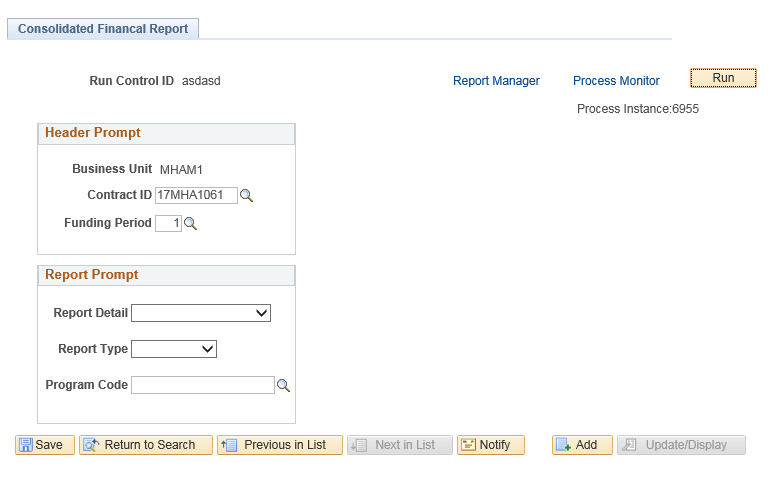 Consolidated Financal Report
Run Control ID asdasd Report Manager Process Monitor Run
Process Instance:6955
Header Prompt
Business Unit MHAM1
Contract ID 17MHA1061
Funding Period 1
Report Prompt
Report Detail
Report Type
Program Code
Save Return to Search Previous in List Next in List Notify Add Update/Display